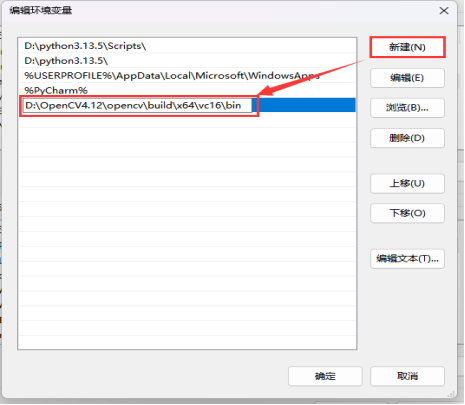 编辑环境变量
D:\python3.13.5\Scripts\
D:\python3.13.5\
%USERPROFILE%\AppData\Local\Microsoft\WindowsApps
%PyCharm%
D:\OpenCV4.12\opencv\build\x64\vc16\bin
新建(N)
编辑(E)
浏览(B)...
删除(D)
上移(U)
下移(O)
编辑文本(T)...
确定
取消